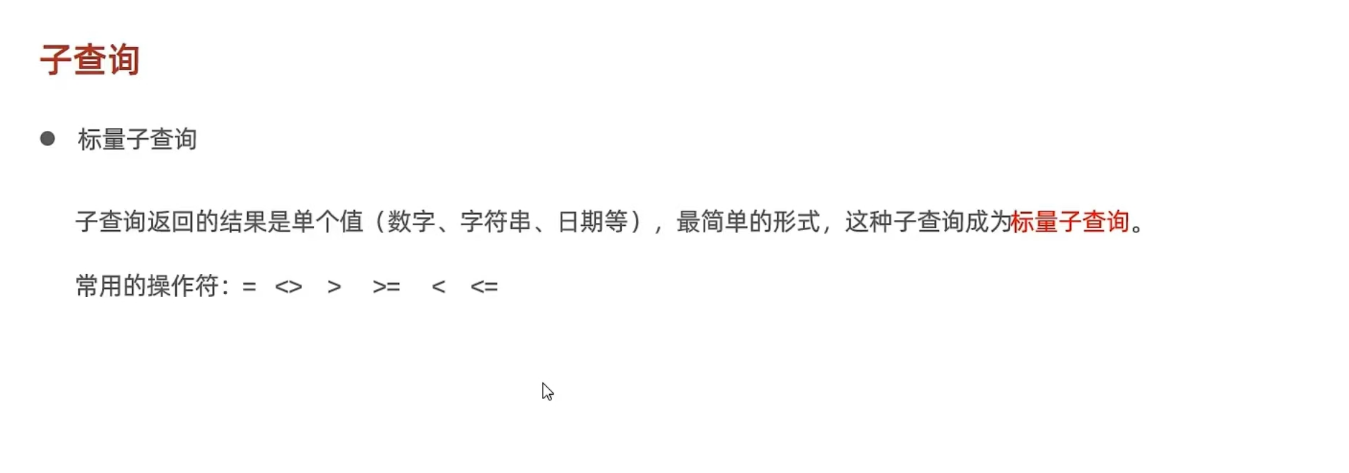 子查询
● 标量子查询
子查询返回的结果是单个值（数字、字符串、日期等），最简单的形式，这种子查询成为标量子查询。
常用的操作符：= <> > >= < <=